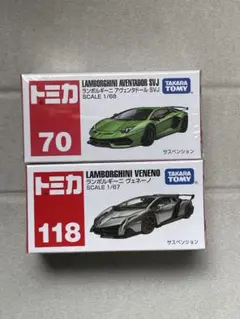 トミカ
70
LAMBORGHINI AVENTADOR SVJ
ランボルギーニ アヴェンタドール SVJ
SCALE 1/68
TAKARA
TOMY
サスペンション
トミカ
118
LAMBORGHINI VENENO
ランボルギーニ ヴェネーノ
SCALE 1/67
TAKARA
TOMY
サスペンション